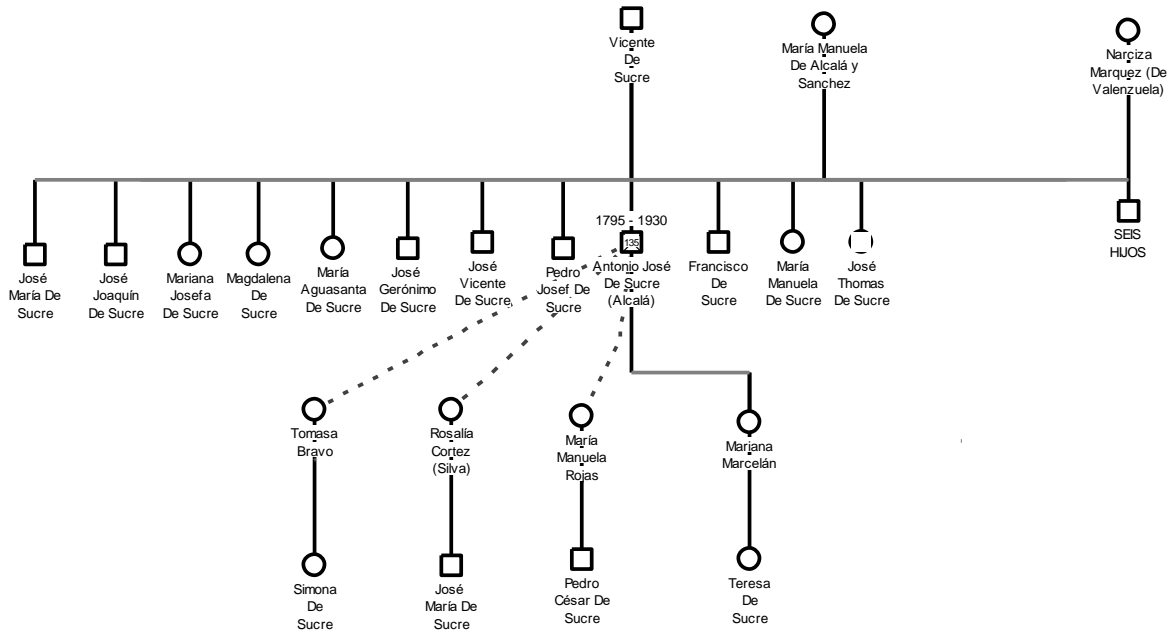 Vicente
De
Sucre
María Manuela
De Alcalá y
Sanchez
Narciza
Marquez (De
Valenzuela)
José
María De
Sucre
José
Joaquín
De Sucre
Mariana
Josefa
De Sucre
Magdalena
De
Sucre
María
Aguasanta
De Sucre
José
Gerónimo
De Sucre
José
Vicente
De Sucre
Pedro
Josef De
Sucre
1795 - 1930
135
Antonio José
De Sucre
(Alcalá)
Francisco
De
Sucre
María
Manuela
De Sucre
José
Thomas
De Sucre
SEIS
HIJOS
Tomasa
Bravo
Rosalía
Cortez
(Silva)
María
Manuela
Rojas
Mariana
Marcelán
Simona
De
Sucre
José
María De
Sucre
Pedro
César De
Sucre
Teresa
De
Sucre